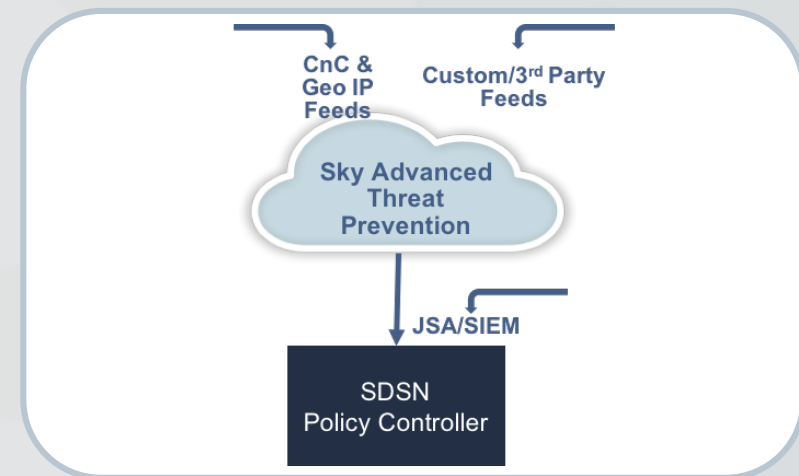 CnC &
Geo IP
Feeds
Custom/3rd Party
Feeds
Sky Advanced
Threat
Prevention
JSA/SIEM
SDSN
Policy Controller